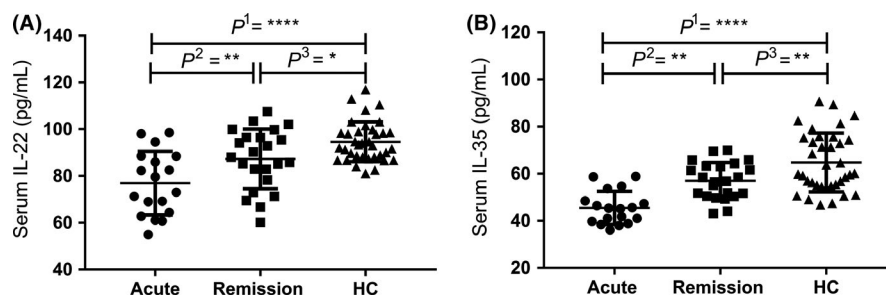 (A)
P¹ = ****
P² = **
P³ = *
Serum IL-22 (pg/mL)
140
120
100
80
60
40
Acute Remission HC
(B)
P¹ = ****
P² = **
P³ = **
Serum IL-35 (pg/mL)
120
100
80
60
40
20
Acute Remission HC